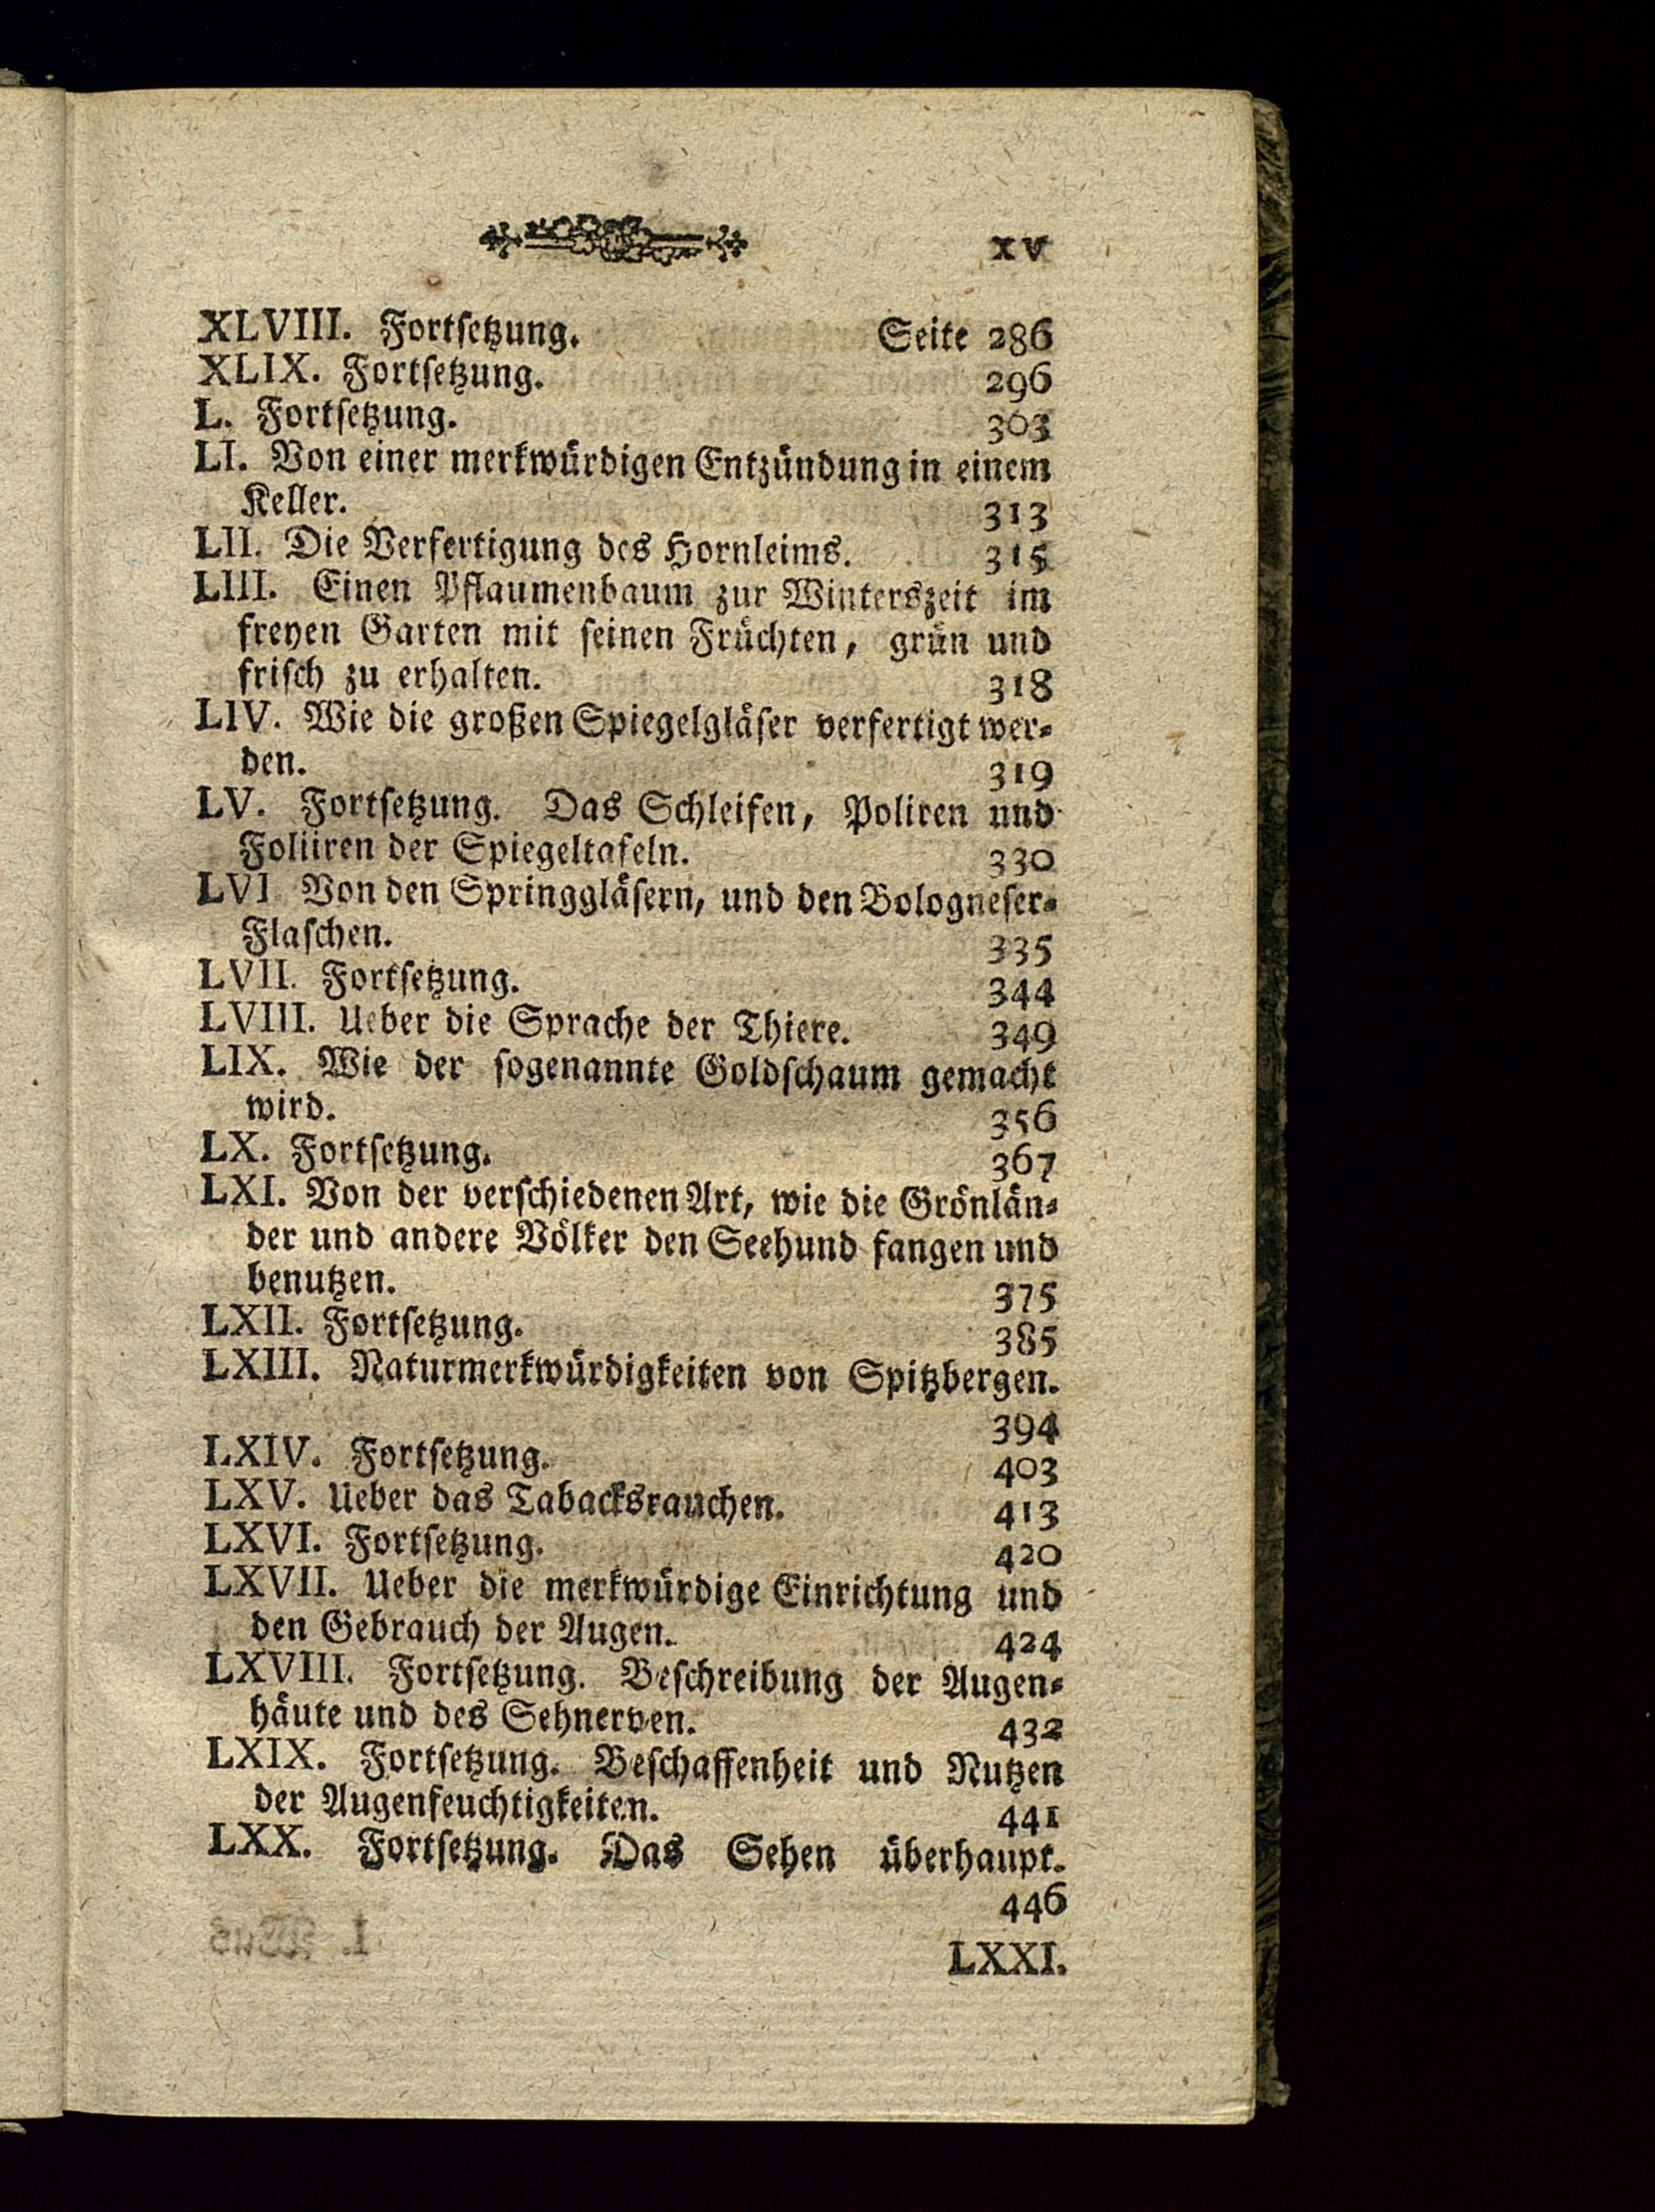 XV
XLVIII. Fortsetzung. Seite 286
XLIX. Fortsetzung. 296
L. Fortsetzung. 303
LI. Von einer merkwürdigen Entzündung in einem
Keller. 313
LII. Die Verfertigung des Hornleims. 315
LIII. Einen Pflaumenbaum zur Winterszeit im
freyen Garten mit seinen Früchten, grün und
frisch zu erhalten. 318
LIV. Wie die großen Spiegelgläser verfertigt wer-
den. 319
LV. Fortsetzung. Das Schleifen, Poliren und
Foliiren der Spiegeltafeln. 330
LVI Von den Springgläsern, und den Bologneser-
Flaschen. 335
LVII. Fortsetzung. 344
LVIII. Ueber die Sprache der Thiere. 349
LIX. Wie der sogenannte Goldschaum gemacht
wird. 356
LX. Fortsetzung. 367
LXI. Von der verschiedenen Art, wie die Grönlän-
der und andere Völker den Seehund fangen und
benutzen. 375
LXII. Fortsetzung. 385
LXIII. Naturmerkwürdigkeiten von Spitzbergen.
394
LXIV. Fortsetzung. 403
LXV. Ueber das Tabacksrauchen. 413
LXVI. Fortsetzung. 420
LXVII. Ueber die merkwürdige Einrichtung und
den Gebrauch der Augen. 424
LXVIII. Fortsetzung. Beschreibung der Augen-
häute und des Sehnerven. 432
LXIX. Fortsetzung. Beschaffenheit und Nutzen
der Augenfeuchtigkeiten. 441
LXX. Fortsetzung. Das Sehen überhaupt.
446
LXXI.